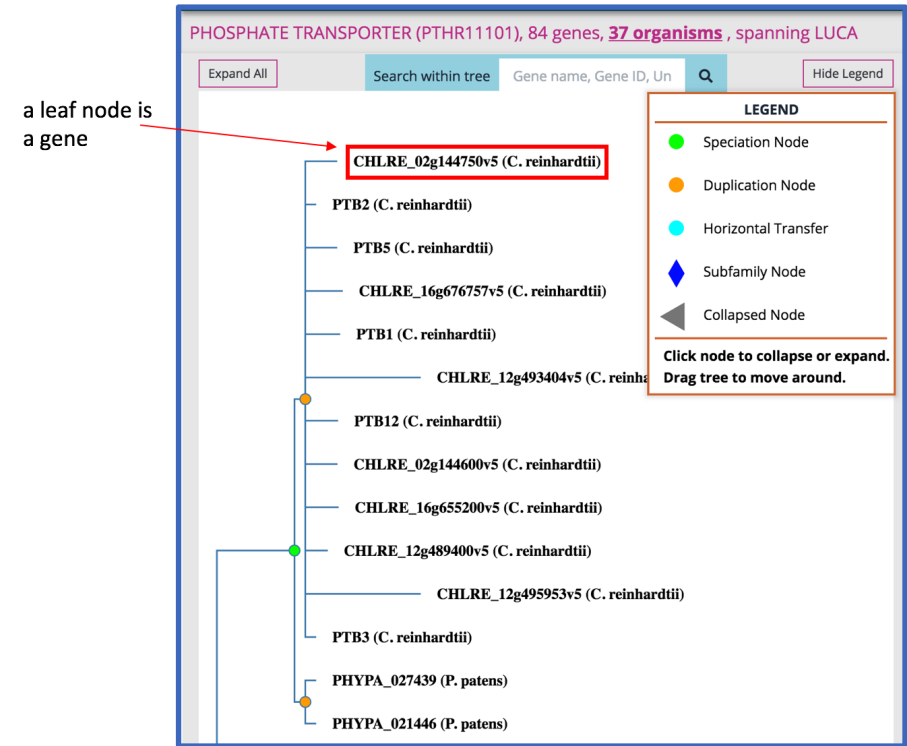 PHOSPHATE TRANSPORTER (PTHR11101), 84 genes, 37 organisms , spanning LUCA
Expand All
Search within tree
Gene name, Gene ID, Un
Hide Legend
a leaf node is
a gene
LEGEND
Speciation Node
Duplication Node
Horizontal Transfer
Subfamily Node
Collapsed Node
Click node to collapse or expand.
Drag tree to move around.
CHLRE_02g144750v5 (C. reinhardtii)
PTB2 (C. reinhardtii)
PTB5 (C. reinhardtii)
CHLRE_16g676757v5 (C. reinhardtii)
PTB1 (C. reinhardtii)
CHLRE_12g493404v5 (C. reinha
PTB12 (C. reinhardtii)
CHLRE_02g144600v5 (C. reinhardtii)
CHLRE_16g655200v5 (C. reinhardtii)
CHLRE_12g489400v5 (C. reinhardtii)
CHLRE_12g495953v5 (C. reinhardtii)
PTB3 (C. reinhardtii)
PHYPA_027439 (P. patens)
PHYPA_021446 (P. patens)